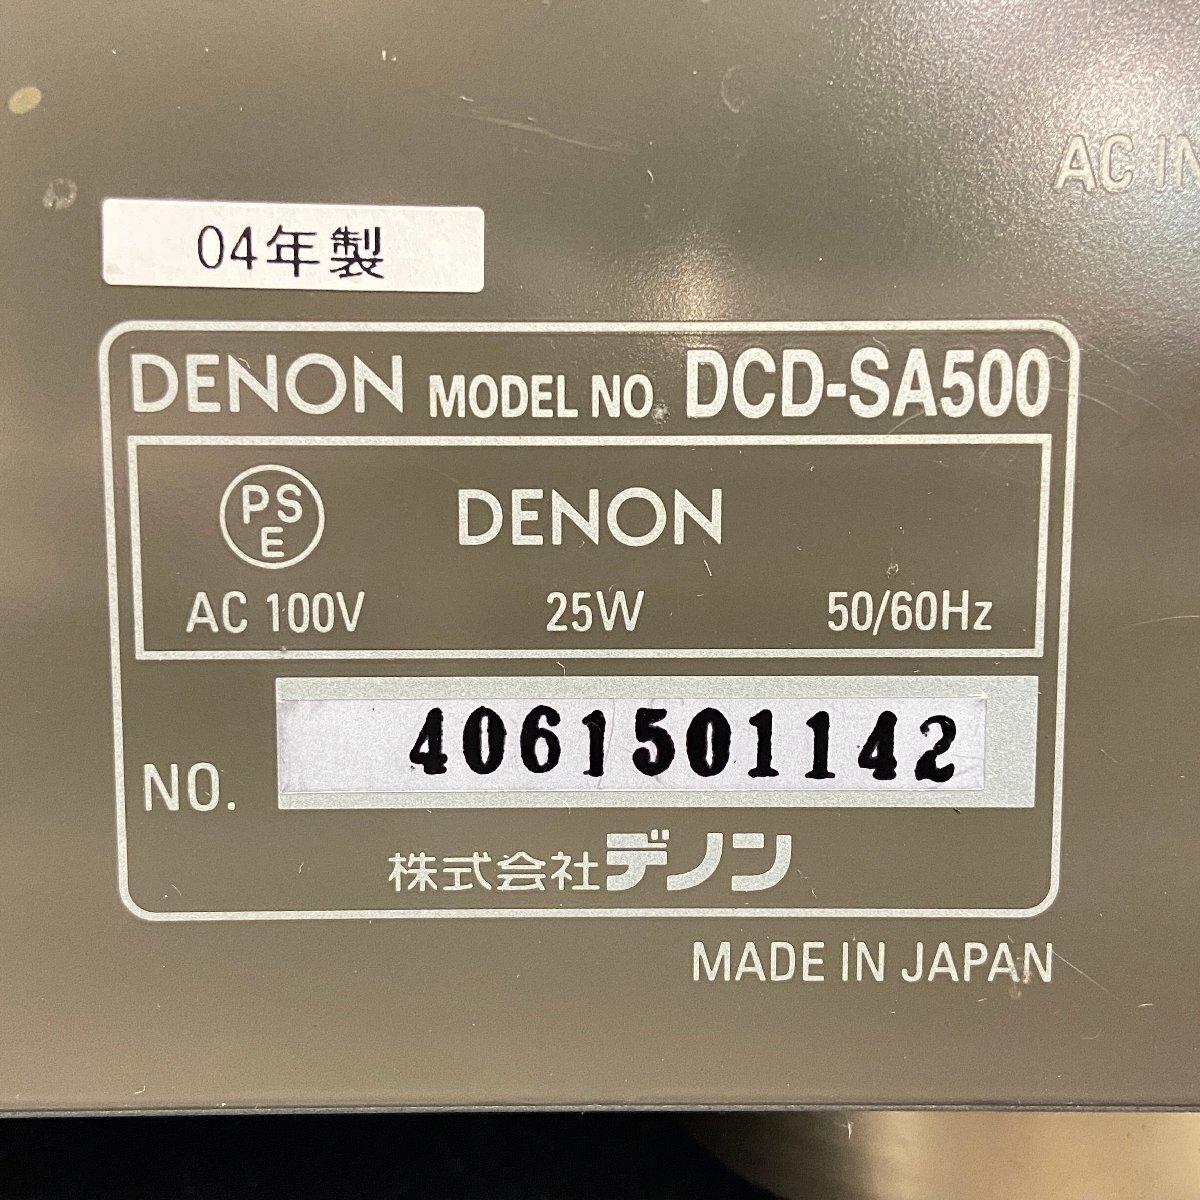 AC IN
04年製
DENON MODEL NO. DCD-SA500
PS
E
DENON
AC 100V 25W 50/60Hz
NO. 4061501142
株式会社デノン
MADE IN JAPAN